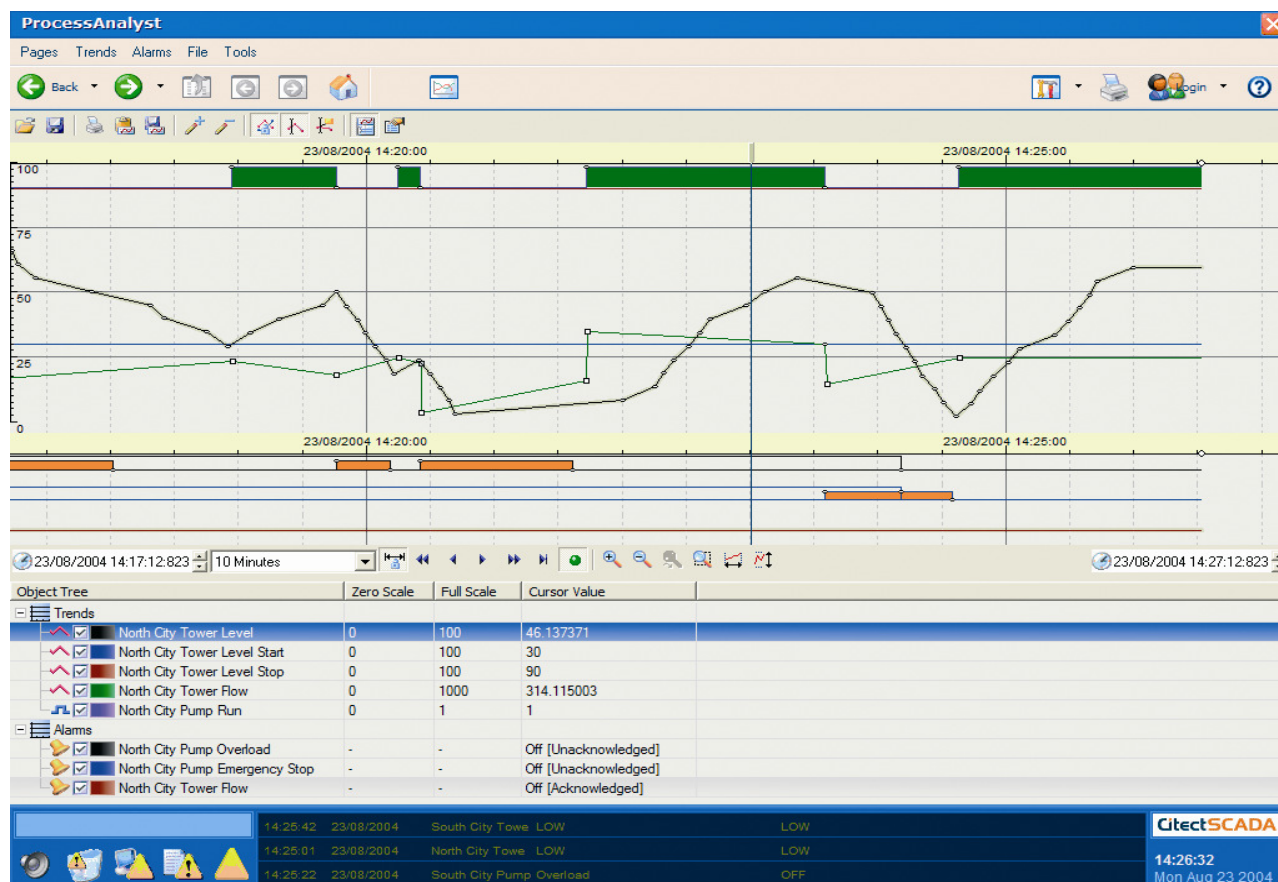 ProcessAnalyst
Pages Trends Alarms File Tools
Back Login
23/08/2004 14:20:00 23/08/2004 14:25:00
100
75
50
25
0
23/08/2004 14:20:00 23/08/2004 14:25:00
23/08/2004 14:17:12:823 10 Minutes 23/08/2004 14:27:12:823
Object Tree Zero Scale Full Scale Cursor Value
Trends
North City Tower Level 0 100 46.137371
North City Tower Level Start 0 100 30
North City Tower Level Stop 0 100 90
North City Tower Flow 0 1000 314.115003
North City Pump Run 0 1 1
Alarms
North City Pump Overload - - Off [Unacknowledged]
North City Pump Emergency Stop - - Off [Unacknowledged]
North City Tower Flow - - Off [Acknowledged]
14:25:42 23/08/2004 South City Towe LOW LOW
14:25:01 23/08/2004 North City Towe LOW LOW
14:25:22 23/08/2004 South City Pump Overload OFF
CitectSCADA
14:26:32
Mon Aug 23 2004